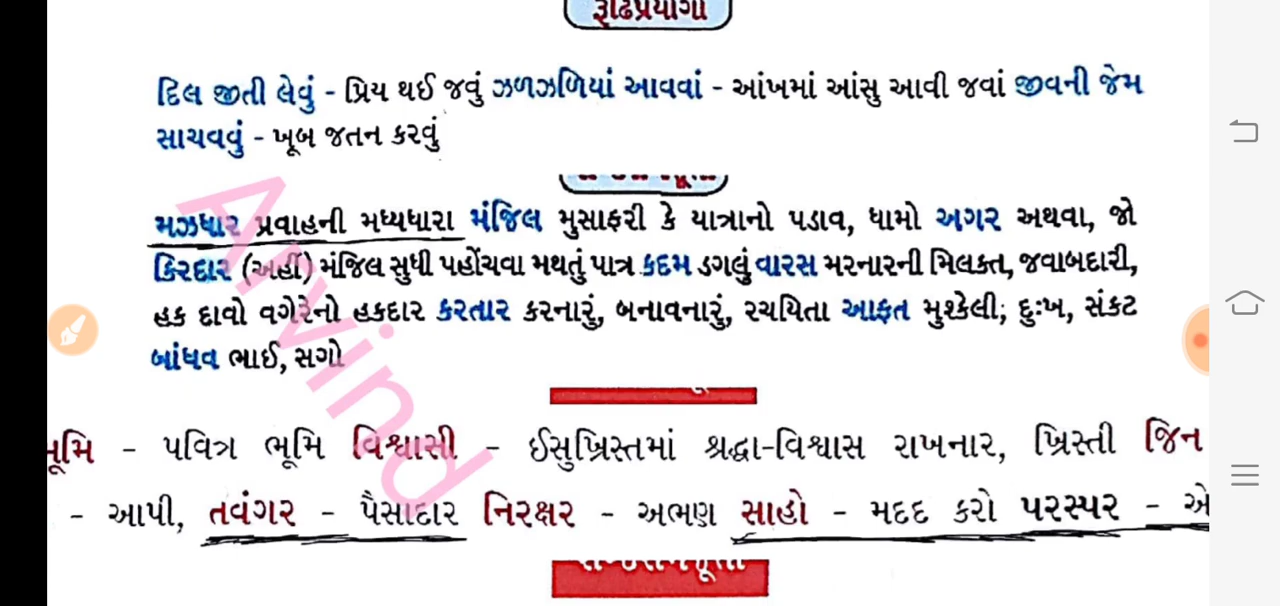 રૂઢિપ્રયોગો
દિલ જીતી લેવું - પ્રિય થઈ જવું ઝળઝળિયાં આવવાં - આંખમાં આંસુ આવી જવાં જીવની જેમ
સાચવવું - ખૂબ જતન કરવું
મઝધાર પ્રવાહની મધ્યધારા મંજિલ મુસાફરી કે યાત્રાનો પડાવ, ધામો અગર અથવા, જો
કિરદાર (અહીં) મંજિલ સુધી પહોંચવા મથતું પાત્ર કદમ ડગલું વારસ મરનારની મિલકત, જવાબદારી,
હક દાવો વગેરેનો હકદાર કરતાર કરનારું, બનાવનારું, રચયિતા આફત મુશ્કેલી; દુઃખ, સંકટ
બાંધવ ભાઈ, સગો
ભૂમિ - પવિત્ર ભૂમિ વિશ્વાસી - ઈસુખ્રિસ્તમાં શ્રદ્ધા-વિશ્વાસ રાખનાર, ખ્રિસ્તી જિન
- આપી, તવંગર - પૈસાદાર નિરક્ષર - અભણ સાહો - મદદ કરો પરસ્પર - એ
Arvind